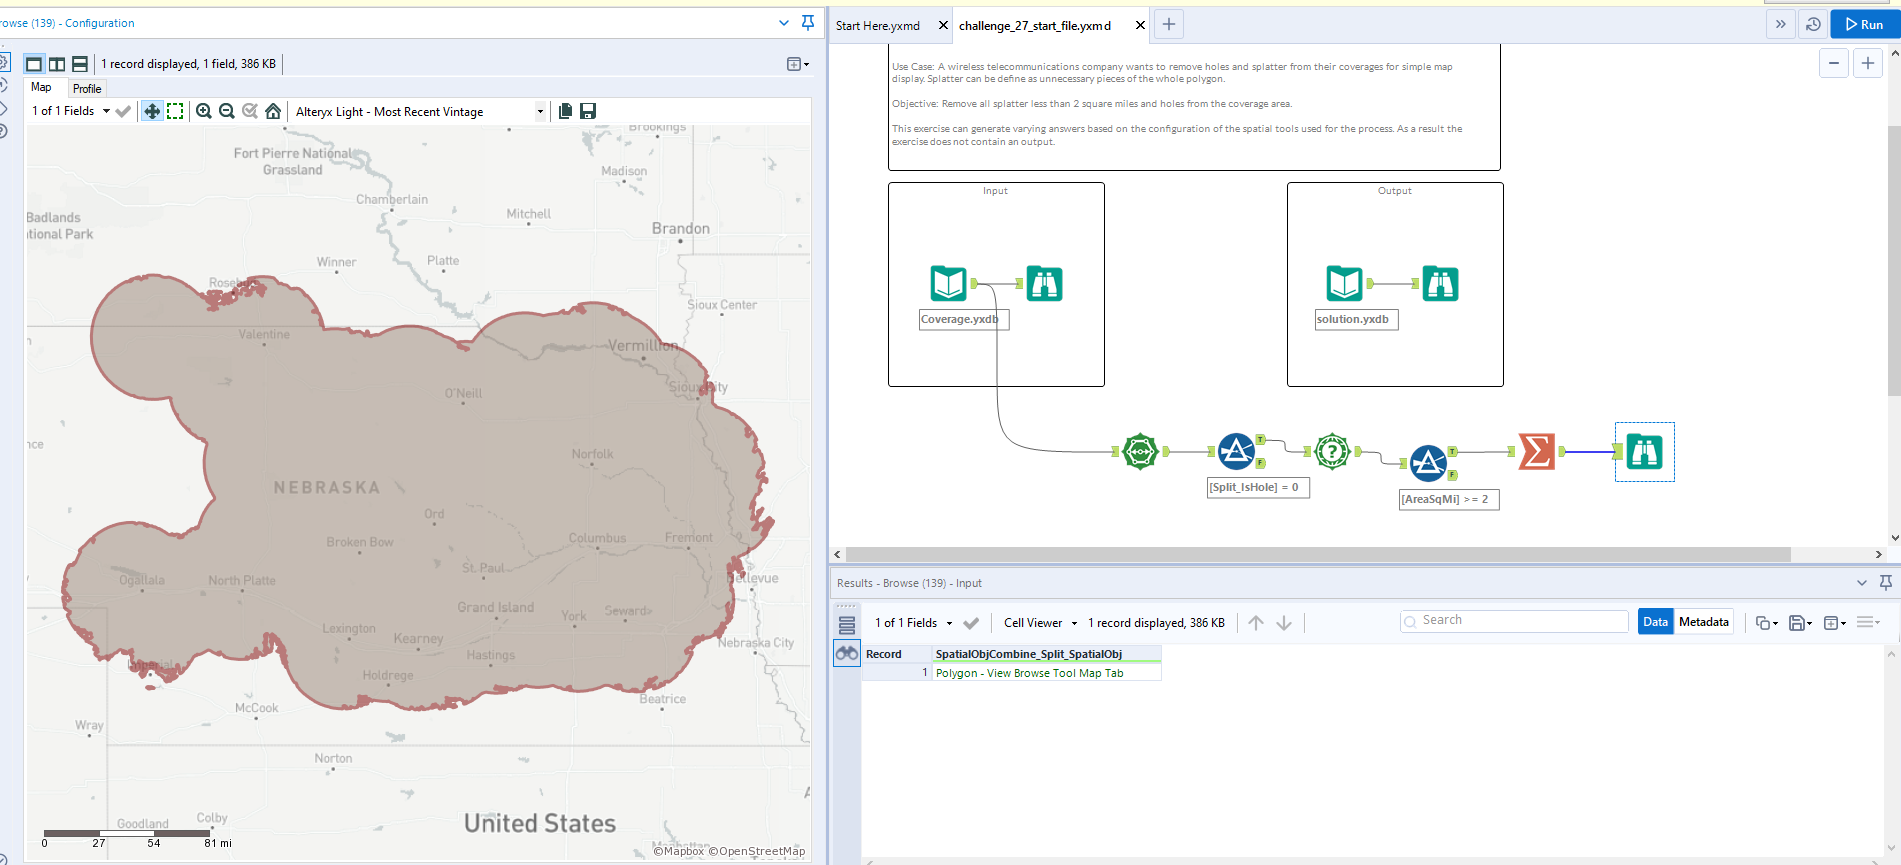 rowse (139) - Configuration
1 record displayed, 1 field, 386 KB
Map
Profile
1 of 1 Fields
Alteryx Light - Most Recent Vintage
Brookings
Fort Pierre National
Grassland
Madison
Chamberlain
Badlands
tional Park
Mitchell
Brandon
Winner
Platte
Sioux Center
Valentine
Vermillion
O'Neill
Sioux City
nce
Norfolk
NEBRASKA
Ord
Broken Bow
Columbus
Fremont
St. Paul
Bellevue
Ogallala
North Platte
Grand Island
York
Seward
Lexington
Kearney
Nebraska City
Hastings
Imperial
Holdrege
Beatrice
McCook
Wray
Norton
Goodland
Colby
United States
0 27 54 81 mi
©Mapbox ©OpenStreetMap
Start Here.yxmd
challenge_27_start_file.yxmd
Run
Use Case: A wireless telecommunications company wants to remove holes and splatter from their coverages for simple map
display. Splatter can be define as unnecessary pieces of the whole polygon.
Objective: Remove all splatter less than 2 square miles and holes from the coverage area.
This exercise can generate varying answers based on the configuration of the spatial tools used for the process. As a result the
exercise does not contain an output.
Input
Coverage.yxdb
Output
solution.yxdb
T
F
[Split_IsHole] = 0
T
F
[AreaSqMi] >= 2
Results - Browse (139) - Input
1 of 1 Fields
Cell Viewer
1 record displayed, 386 KB
Search
Data
Metadata
Record SpatialObjCombine_Split_SpatialObj
1 Polygon - View Browse Tool Map Tab